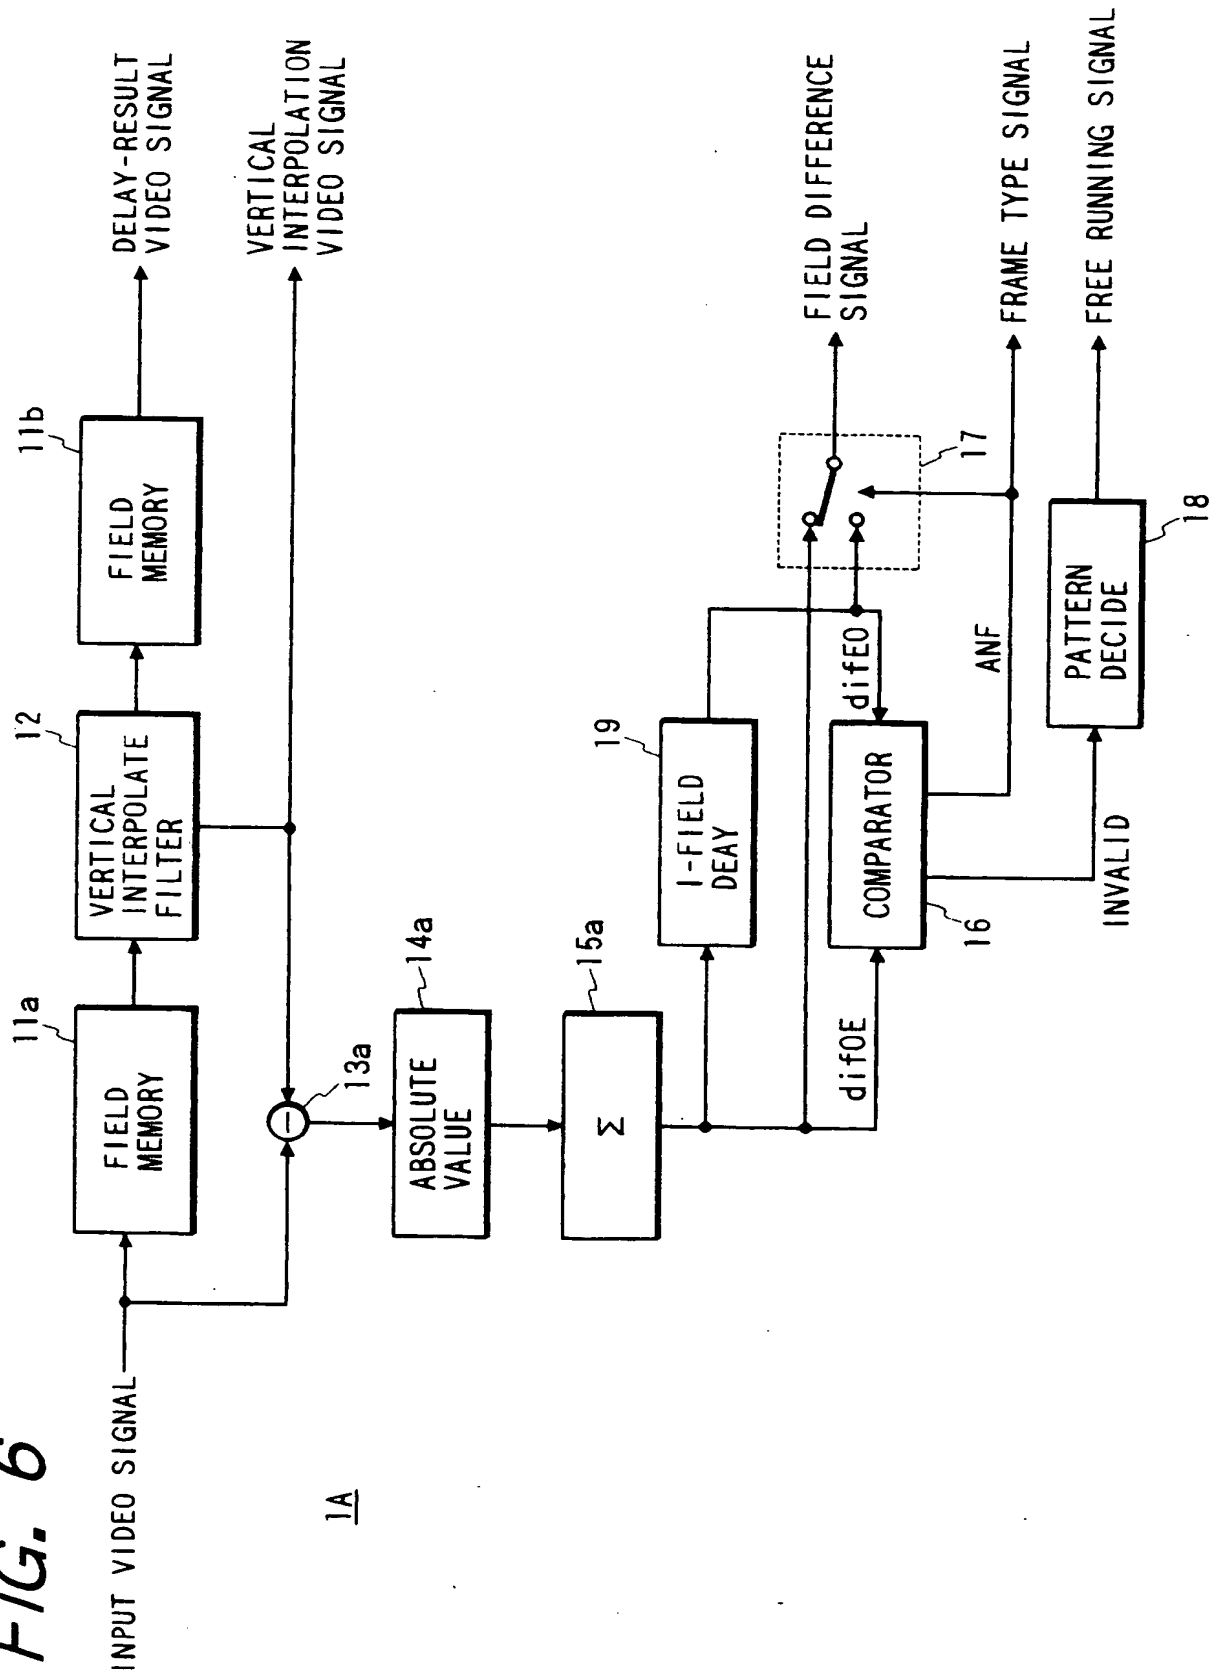 FIG. 6
1A
INPUT VIDEO SIGNAL
11a
FIELD
MEMORY
12
VERTICAL
INTERPOLATE
FILTER
11b
FIELD
MEMORY
DELAY-RESULT
VIDEO SIGNAL
VERTICAL
INTERPOLATION
VIDEO SIGNAL
13a
−
14a
ABSOLUTE
VALUE
15a
Σ
19
1-FIELD
DEAY
difOE
difEO
COMPARATOR
16
17
FIELD DIFFERENCE
SIGNAL
ANF
FRAME TYPE SIGNAL
INVALID
PATTERN
DECIDE
18
FREE RUNNING SIGNAL